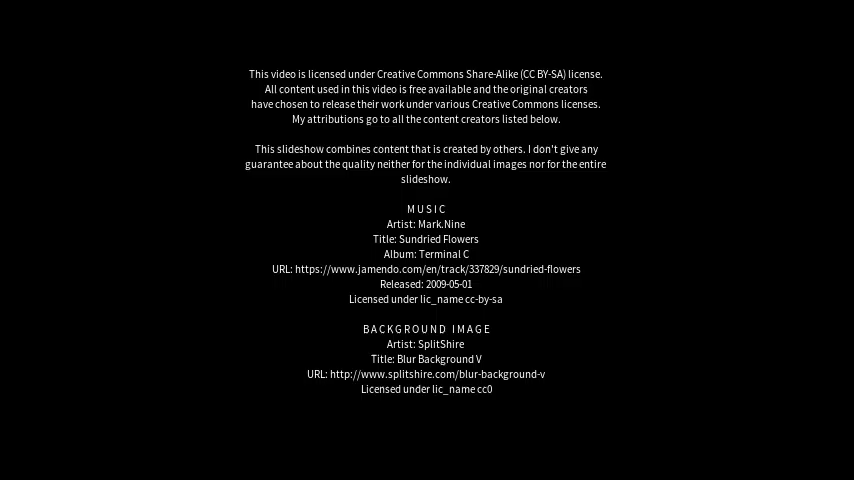 This video is licensed under Creative Commons Share-Alike (CC BY-SA) license.
All content used in this video is free available and the original creators
have chosen to release their work under various Creative Commons licenses.
My attributions go to all the content creators listed below.
This slideshow combines content that is created by others. I don't give any
guarantee about the quality neither for the individual images nor for the entire
slideshow.
MUSIC
Artist: Mark.Nine
Title: Sundried Flowers
Album: Terminal C
URL: https://www.jamendo.com/en/track/337829/sundried-flowers
Released: 2009-05-01
Licensed under lic_name cc-by-sa
BACKGROUND IMAGE
Artist: SplitShire
Title: Blur Background V
URL: http://www.splitshire.com/blur-background-v
Licensed under lic_name cc0